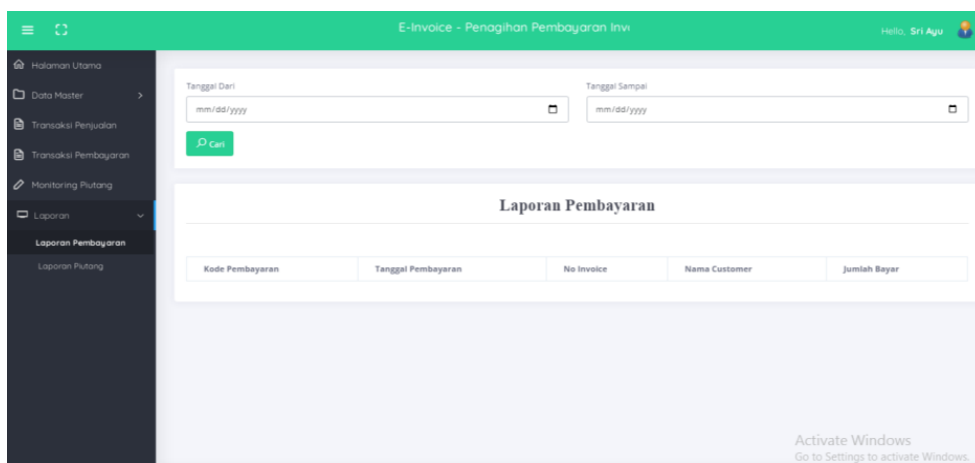 E-Invoice - Penagihan Pembayaran Inv
Hello, Sri Ayu
Halaman Utama
Data Master
Transaksi Penjualan
Transaksi Pembayaran
Monitoring Piutang
Laporan
Laporan Pembayaran
Laporan Piutang
Tanggal Dari
Tanggal Sampai
mm/dd/yyyy
mm/dd/yyyy
Cari
Laporan Pembayaran
Kode Pembayaran Tanggal Pembayaran No Invoice Nama Customer Jumlah Bayar
Activate Windows
Go to Settings to activate Windows.